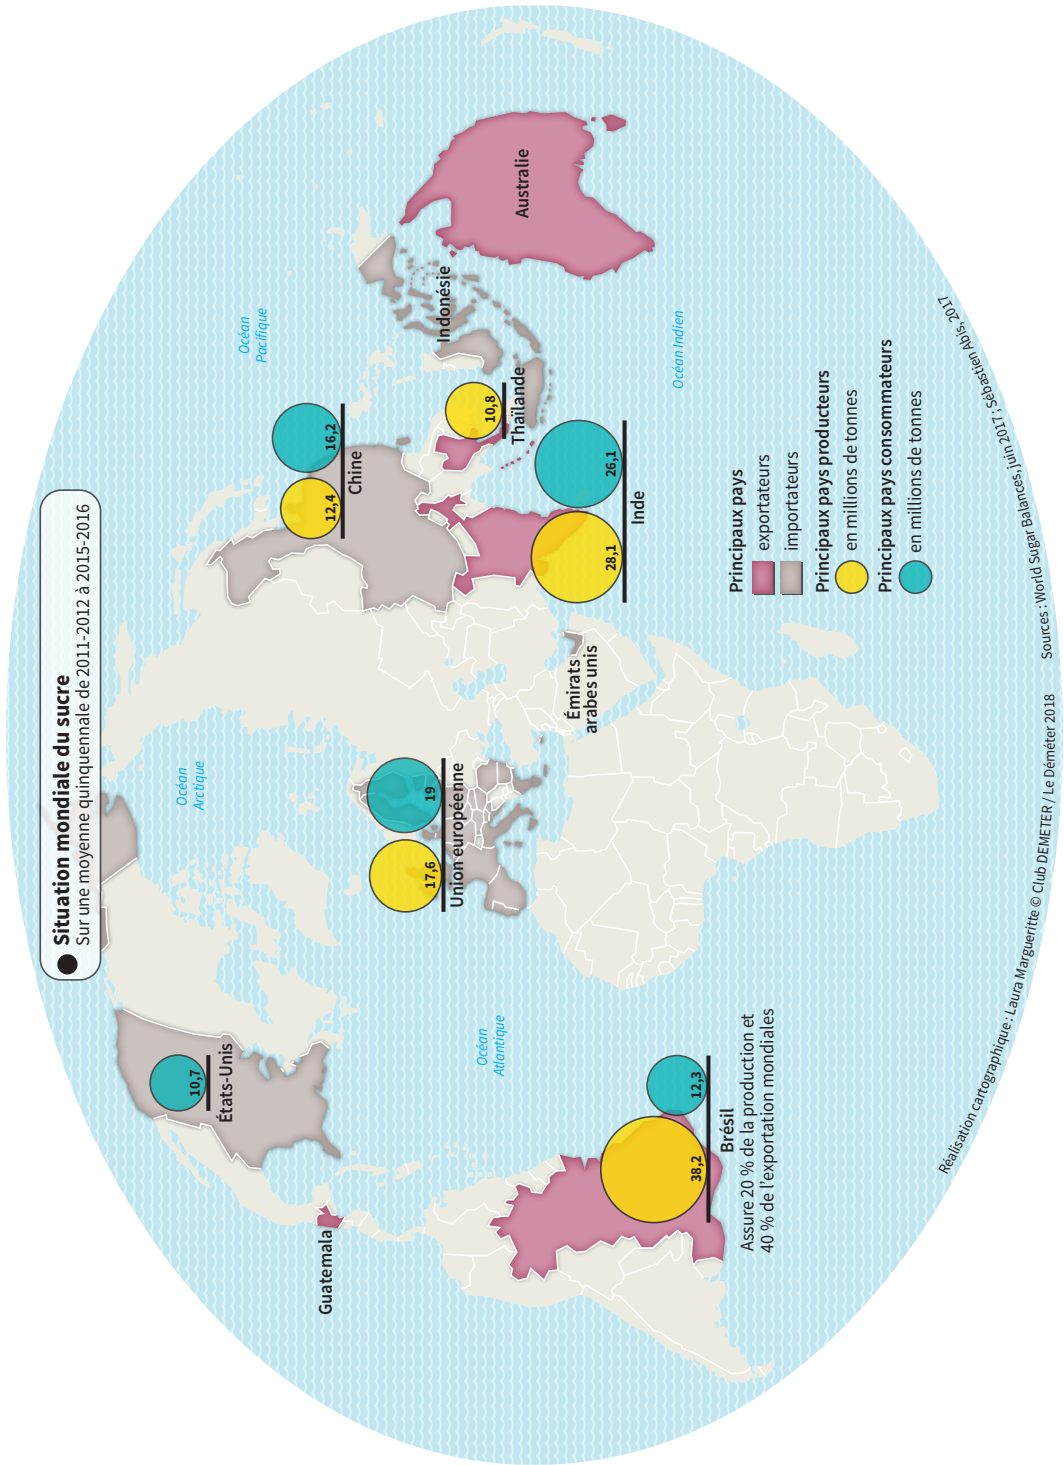 Situation mondiale du sucre
Sur une moyenne quinquennale de 2011-2012 à 2015-2016
Océan
Arctique
10,7
États-Unis
17,6
19
Union européenne
12,4
16,2
Chine
Océan
Pacifique
Guatemala
Océan
Atlantique
Émirats
arabes unis
28,1
26,1
Inde
10,8
Thaïlande
Indonésie
Australie
Océan Indien
38,2
12,3
Brésil
Assure 20 % de la production et
40 % de l'exportation mondiales
Principaux pays
exportateurs
importateurs
Principaux pays producteurs
en millions de tonnes
Principaux pays consommateurs
en millions de tonnes
Réalisation cartographique : Laura Margueritte © Club DEMETER / Le Déméter 2018
Sources : World Sugar Balances, juin 2017 ; Sébastien Abis, 2017